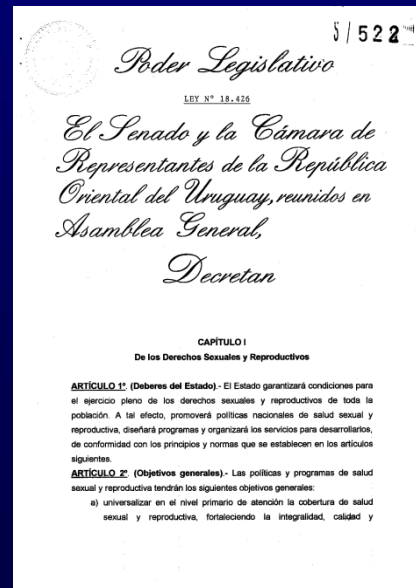 5/522
Poder Legislativo
LEY Nº 18.426
El Senado y la Cámara de
Representantes de la República
Oriental del Uruguay, reunidos en
Asamblea General,
Decretan
CAPÍTULO I
De los Derechos Sexuales y Reproductivos
ARTÍCULO 1º. (Deberes del Estado).- El Estado garantizará condiciones para
el ejercicio pleno de los derechos sexuales y reproductivos de toda la
población. A tal efecto, promoverá políticas nacionales de salud sexual y
reproductiva, diseñará programas y organizará los servicios para desarrollarlos,
de conformidad con los principios y normas que se establecen en los artículos
siguientes.
ARTÍCULO 2º. (Objetivos generales).- Las políticas y programas de salud
sexual y reproductiva tendrán los siguientes objetivos generales:
a) universalizar en el nivel primario de atención la cobertura de salud
sexual y reproductiva, fortaleciendo la integralidad, calidad y